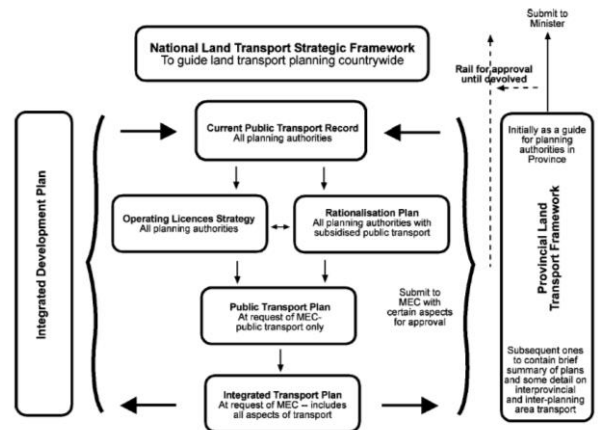 Submit to
Minister
National Land Transport Strategic Framework
To guide land transport planning countrywide
Rail for approval
until devolved
Integrated Development Plan
Current Public Transport Record
All planning authorities
Initially as a guide
for planning
authorities in
Province
Operating Licences Strategy
All planning authorities
Rationalisation Plan
All planning authorities with
subsidised public transport
Provincial Land
Transport Framework
Public Transport Plan
At request of MEC-
public transport only
Submit to
MEC with
certain aspects
for approval
Integrated Transport Plan
At request of MEC -- includes
all aspects of transport
Subsequent ones
to contain brief
summary of plans
and some detail on
interprovincial
and inter-planning
area transport